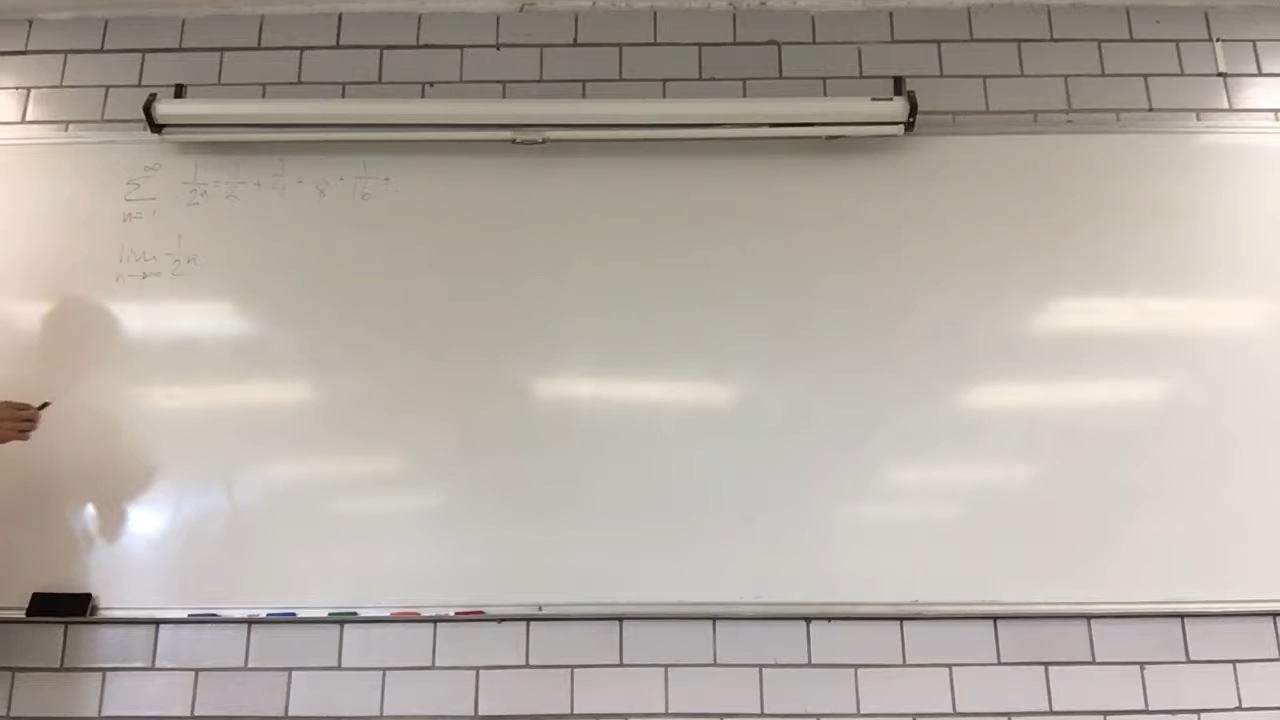 ∞
∑ 1/2ⁿ = 1/2 + 1/4 + 1/8 + 1/16 +
n=1
lim 1/2ⁿ
n→∞